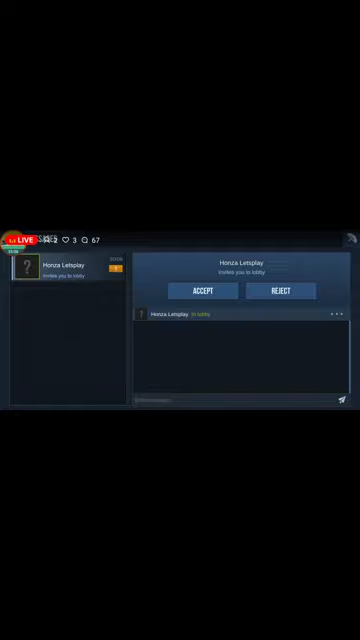 LIVE 2 3 67
Honza Letsplay
Invites you to lobby
Honza Letsplay
Invites you to lobby
ACCEPT REJECT
Honza Letsplay In lobby